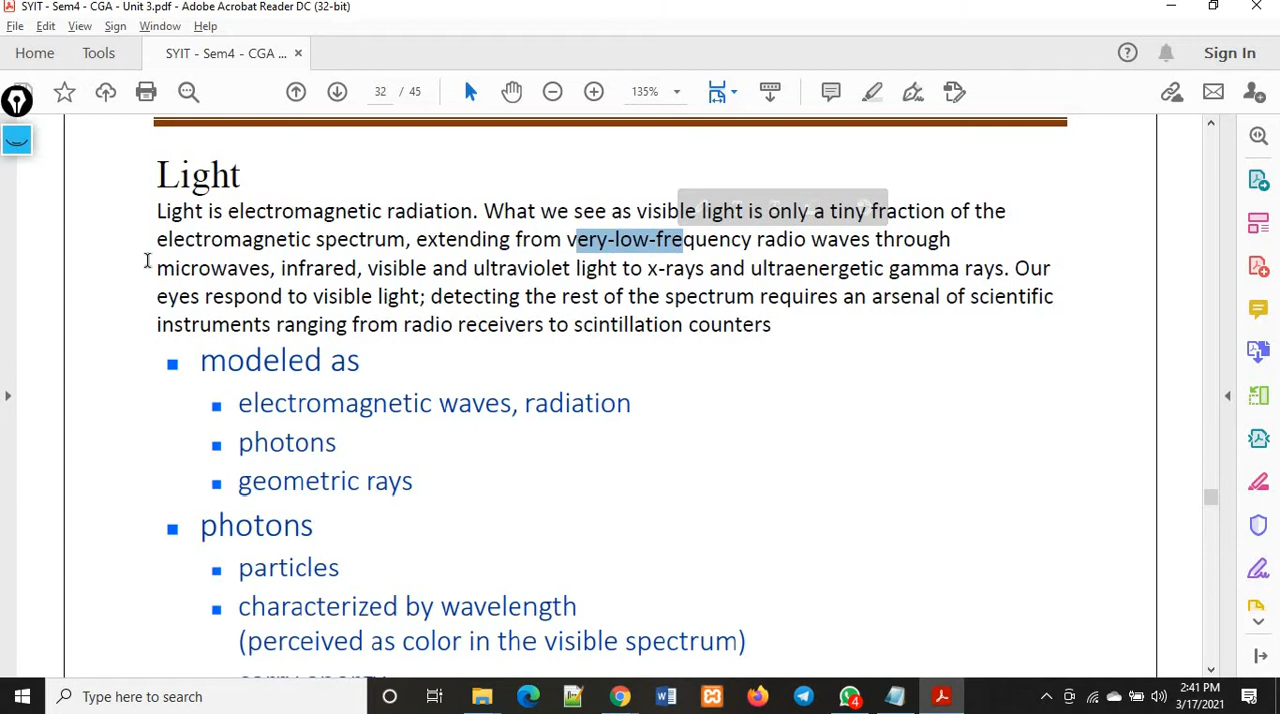 SYIT - Sem4 - CGA - Unit 3.pdf - Adobe Acrobat Reader DC (32-bit)
File Edit View Sign Window Help
Home Tools SYIT - Sem4 - CGA ... × Sign In
32 / 45 135%
Light
Light is electromagnetic radiation. What we see as visible light is only a tiny fraction of the
electromagnetic spectrum, extending from very-low-frequency radio waves through
microwaves, infrared, visible and ultraviolet light to x-rays and ultraenergetic gamma rays. Our
eyes respond to visible light; detecting the rest of the spectrum requires an arsenal of scientific
instruments ranging from radio receivers to scintillation counters
modeled as
electromagnetic waves, radiation
photons
geometric rays
photons
particles
characterized by wavelength
(perceived as color in the visible spectrum)
Type here to search
4
2:41 PM
3/17/2021